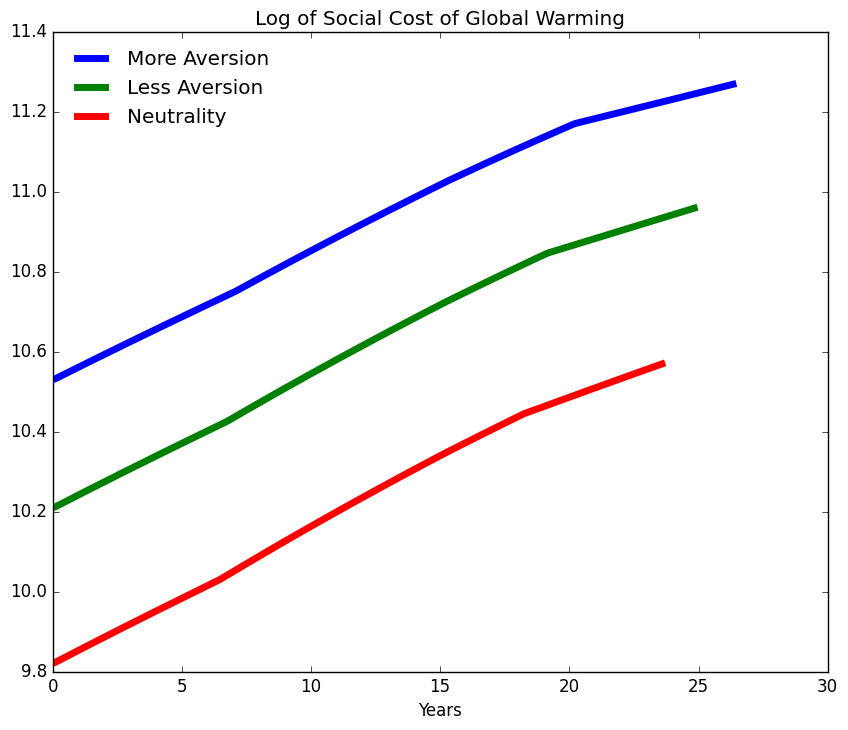 Log of Social Cost of Global Warming
11.4
11.2
11.0
10.8
10.6
10.4
10.2
10.0
9.8
More Aversion
Less Aversion
Neutrality
0 5 10 15 20 25 30
Years